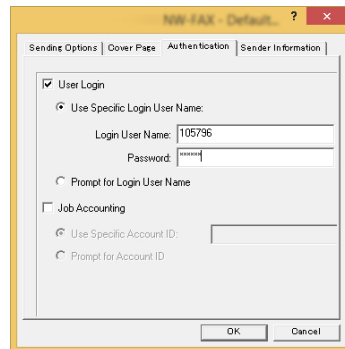 NW-FAX - Default...
Sending Options Cover Page Authentication Sender Information
User Login
Use Specific Login User Name:
Login User Name: 105796
Password: ******
Prompt for Login User Name
Job Accounting
Use Specific Account ID:
Prompt for Account ID
OK Cancel